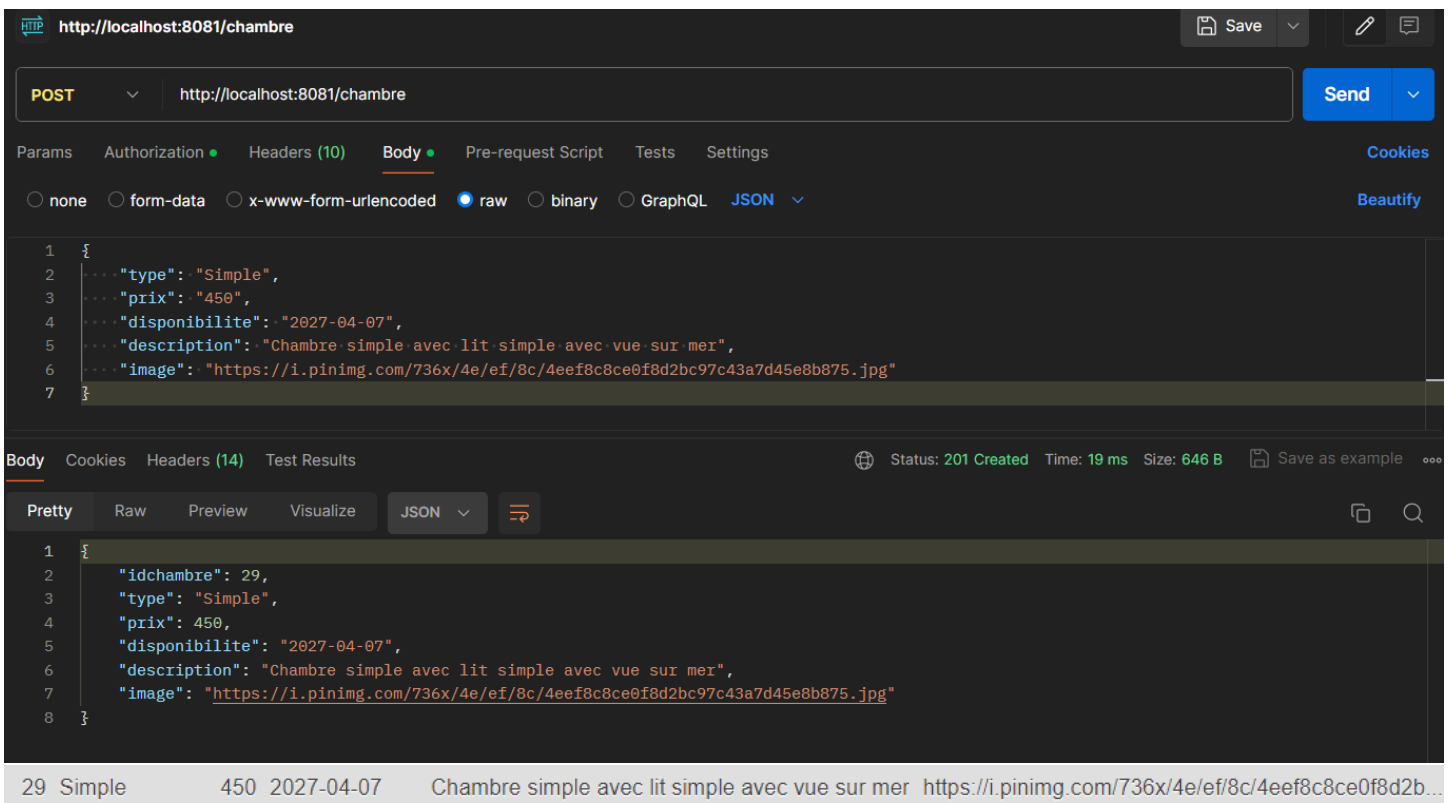 HTTP http://localhost:8081/chambre Save
POST http://localhost:8081/chambre Send
Params Authorization Headers (10) Body Pre-request Script Tests Settings Cookies
none form-data x-www-form-urlencoded raw binary GraphQL JSON Beautify
1 {
2 "type": "Simple",
3 "prix": "450",
4 "disponibilite": "2027-04-07",
5 "description": "Chambre simple avec lit simple avec vue sur mer",
6 "image": "https://i.pinimg.com/736x/4e/ef/8c/4eef8c8ce0f8d2bc97c43a7d45e8b875.jpg"
7 }
Body Cookies Headers (14) Test Results Status: 201 Created Time: 19 ms Size: 646 B Save as example
Pretty Raw Preview Visualize JSON
1 {
2 "idchambre": 29,
3 "type": "Simple",
4 "prix": 450,
5 "disponibilite": "2027-04-07",
6 "description": "Chambre simple avec lit simple avec vue sur mer",
7 "image": "https://i.pinimg.com/736x/4e/ef/8c/4eef8c8ce0f8d2bc97c43a7d45e8b875.jpg"
8 }
29 Simple 450 2027-04-07 Chambre simple avec lit simple avec vue sur mer https://i.pinimg.com/736x/4e/ef/8c/4eef8c8ce0f8d2b...